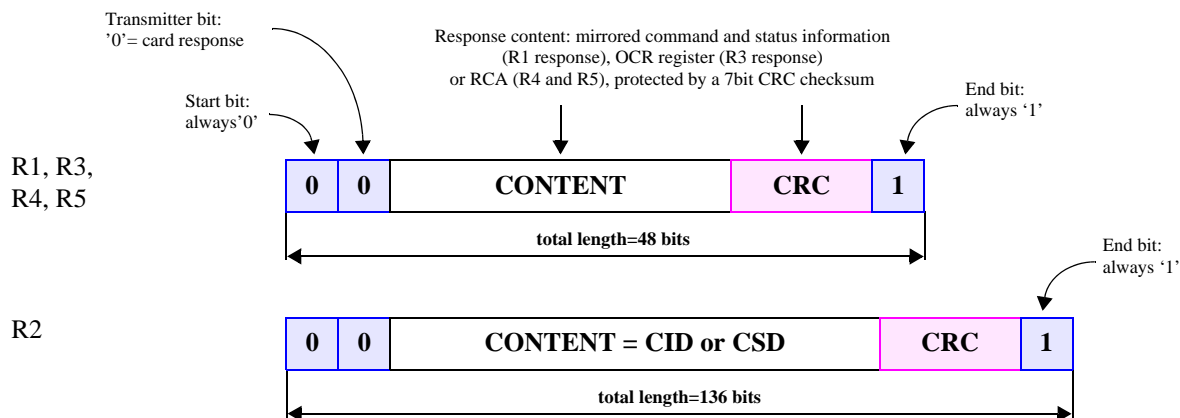 Transmitter bit:
’0’= card response
Response content: mirrored command and status information
(R1 response), OCR register (R3 response)
or RCA (R4 and R5), protected by a 7bit CRC checksum
Start bit:
always’0’
End bit:
always ‘1’
R1, R3,
R4, R5
0 0 CONTENT CRC 1
total length=48 bits
End bit:
always ‘1’
R2
0 0 CONTENT = CID or CSD CRC 1
total length=136 bits